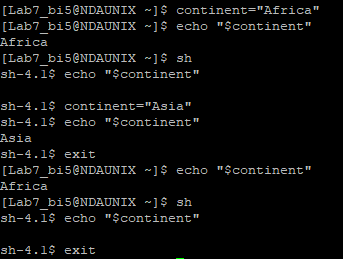 [Lab7_bi5@NDAUNIX ~]$ continent="Africa"
[Lab7_bi5@NDAUNIX ~]$ echo "$continent"
Africa
[Lab7_bi5@NDAUNIX ~]$ sh
sh-4.1$ echo "$continent"

sh-4.1$ continent="Asia"
sh-4.1$ echo "$continent"
Asia
sh-4.1$ exit
[Lab7_bi5@NDAUNIX ~]$ echo "$continent"
Africa
[Lab7_bi5@NDAUNIX ~]$ sh
sh-4.1$ echo "$continent"

sh-4.1$ exit